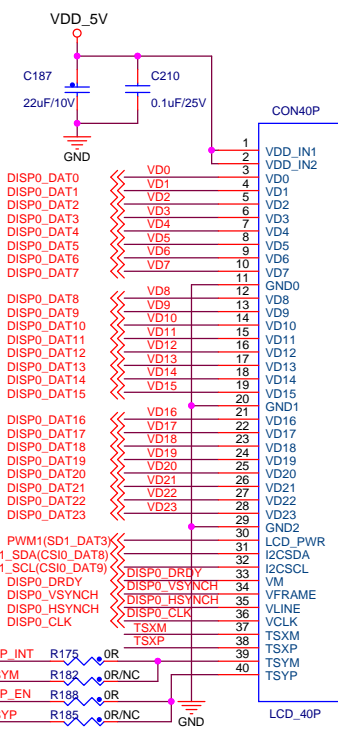 VDD_5V
C187 C210
22uF/10V 0.1uF/25V
GND
CON40P
1 VDD_IN1
2 VDD_IN2
DISP0_DAT0 VD0 3 VD0
DISP0_DAT1 VD1 4 VD1
DISP0_DAT2 VD2 5 VD2
DISP0_DAT3 VD3 6 VD3
DISP0_DAT4 VD4 7 VD4
DISP0_DAT5 VD5 8 VD5
DISP0_DAT6 VD6 9 VD6
DISP0_DAT7 VD7 10 VD7
11 GND0
DISP0_DAT8 VD8 12 VD8
DISP0_DAT9 VD9 13 VD9
DISP0_DAT10 VD10 14 VD10
DISP0_DAT11 VD11 15 VD11
DISP0_DAT12 VD12 16 VD12
DISP0_DAT13 VD13 17 VD13
DISP0_DAT14 VD14 18 VD14
DISP0_DAT15 VD15 19 VD15
20 GND1
DISP0_DAT16 VD16 21 VD16
DISP0_DAT17 VD17 22 VD17
DISP0_DAT18 VD18 23 VD18
DISP0_DAT19 VD19 24 VD19
DISP0_DAT20 VD20 25 VD20
DISP0_DAT21 VD21 26 VD21
DISP0_DAT22 VD22 27 VD22
DISP0_DAT23 VD23 28 VD23
29 GND2
PWM1(SD1_DAT3) 30 LCD_PWR
1_SDA(CSI0_DAT8) 31 I2CSDA
1_SCL(CSI0_DAT9) 32 I2CSCL
DISP0_DRDY DISP0_DRDY 33 VM
DISP0_VSYNCH DISP0_VSYNCH 34 VFRAME
DISP0_HSYNCH DISP0_HSYNCH 35 VLINE
DISP0_CLK DISP0_CLK 36 VCLK
TSXM 37 TSXM
TSXP 38 TSXP
P_INT R175 0R 39 TSYM
YM R182 0R/NC 40 TSYP
P_EN R188 0R
YP R185 0R/NC
GND
LCD_40P